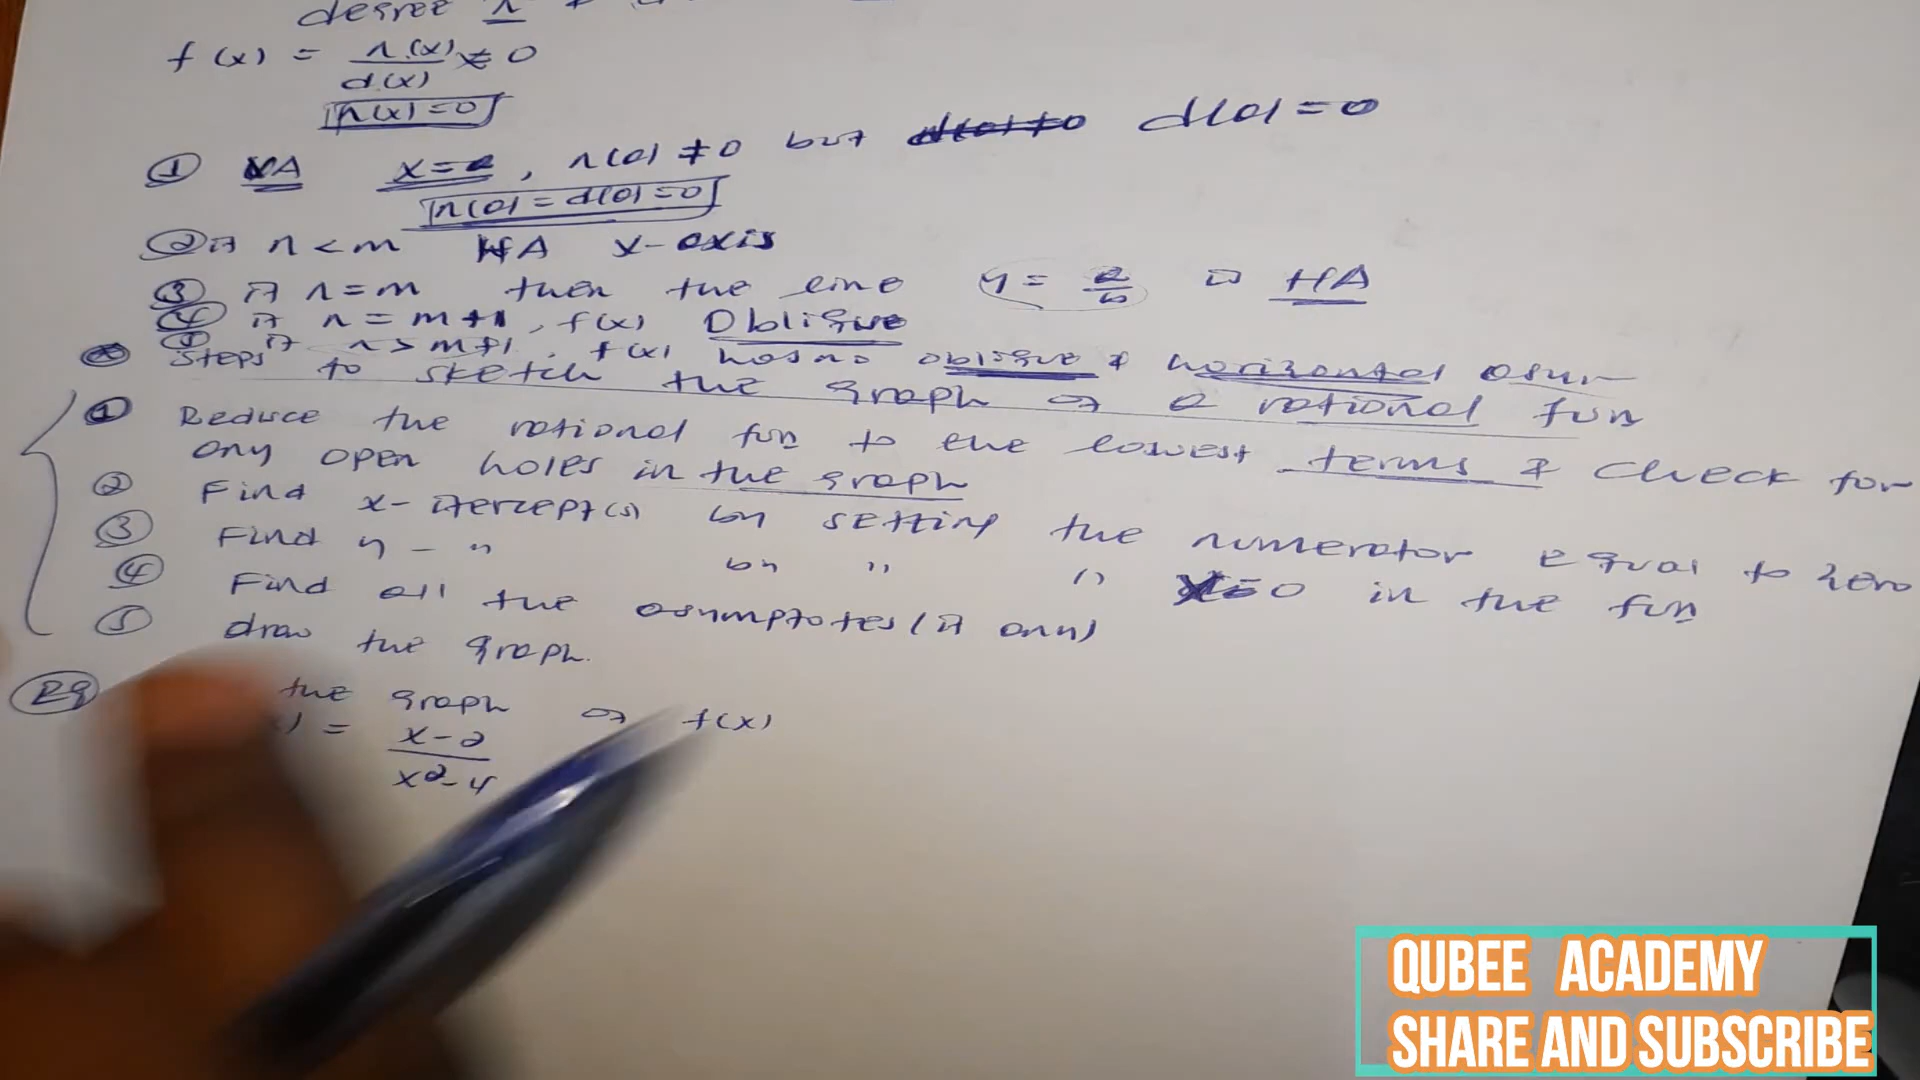 degree n
f(x) = n(x)/d(x) ≠ 0
n(x)=0
① VA x=a, n(a) ≠ 0 but d(a)=0
n(a) = d(a) = 0
② if n < m HA x-axis
③ if n = m then the line y = a/b is HA
④ if n = m+1, f(x) Oblique
⑤ if n > m+1, f(x) has no oblique & horizontal asym
* Steps to sketch the graph of a rational fun
① Reduce the rational fun to the lowest terms & check for
any open holes in the graph
② Find x-itercept(s) by setting the numerator equal to zero
③ Find y - " by " " x=0 in the fun
④ Find all the asymptotes (if any)
⑤ draw the graph.
Eg the graph of f(x)
) = x-2/x²-4
QUBEE ACADEMY
SHARE AND SUBSCRIBE